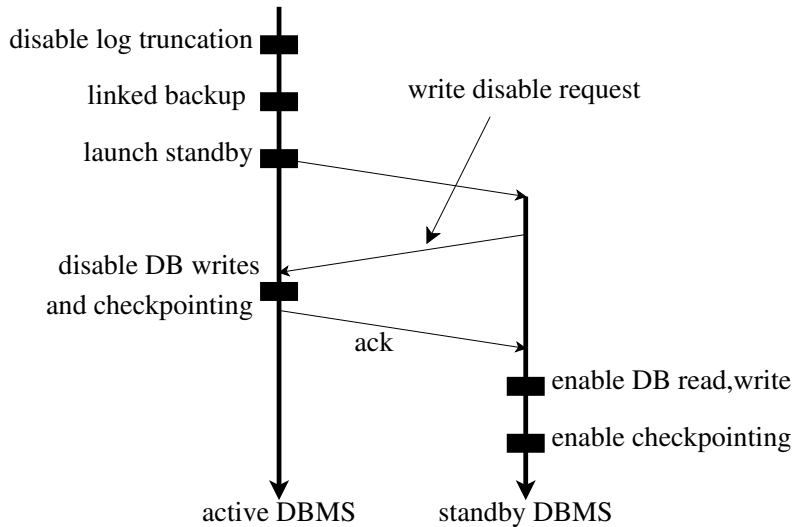 disable log truncation
linked backup
write disable request
launch standby
disable DB writes
and checkpointing
ack
enable DB read,write
enable checkpointing
active DBMS
standby DBMS